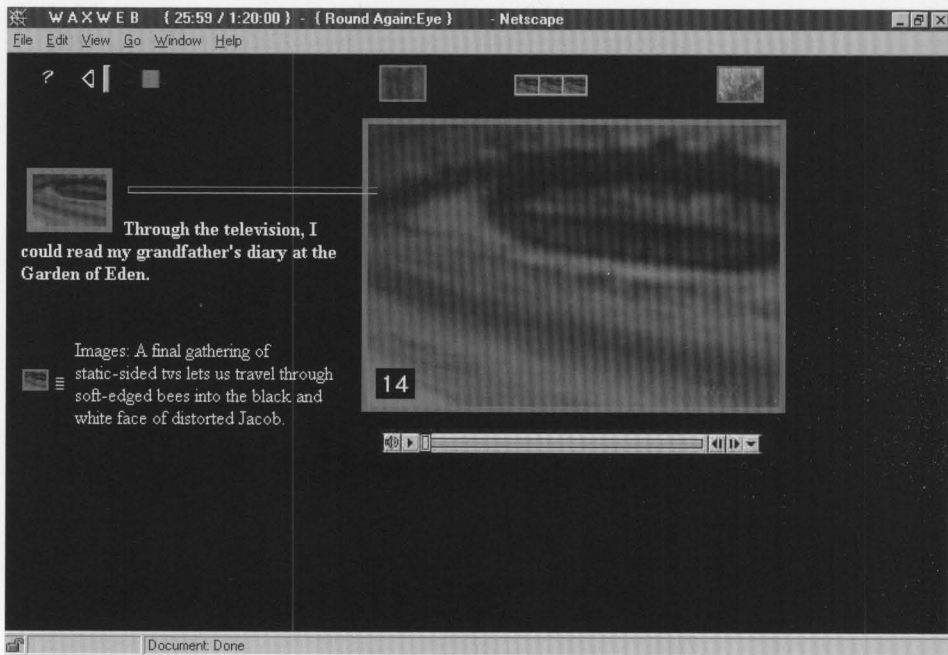 WAXWEB { 25:59 / 1:20:00 } - { Round Again:Eye } - Netscape
File Edit View Go Window Help
?
Through the television, I
could read my grandfather's diary at the
Garden of Eden.
Images: A final gathering of
static-sided tvs lets us travel through
soft-edged bees into the black and
white face of distorted Jacob.
14
Document: Done